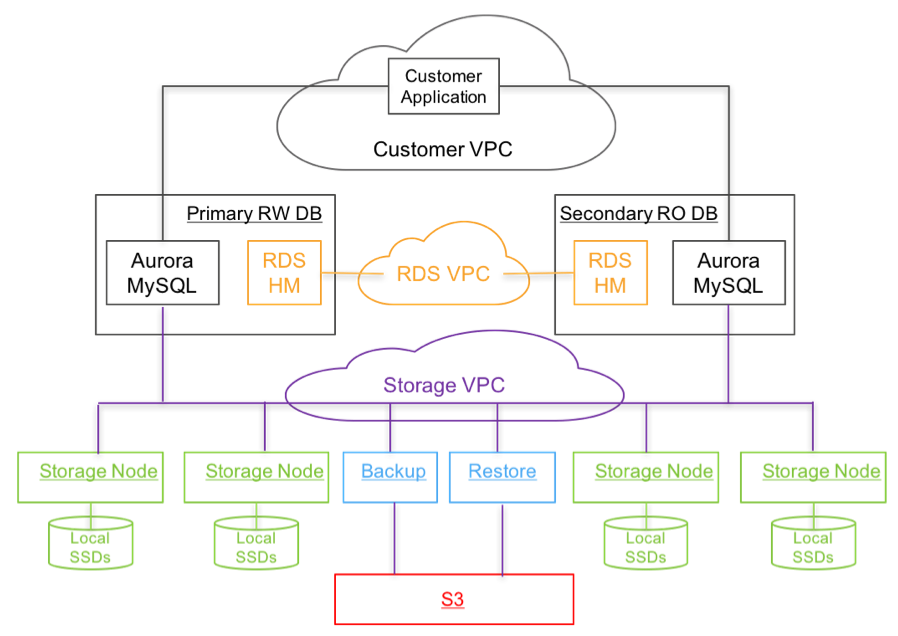 Customer
Application
Customer VPC
Primary RW DB
Secondary RO DB
Aurora
MySQL
RDS
HM
RDS VPC
RDS
HM
Aurora
MySQL
Storage VPC
Storage Node
Storage Node
Backup
Restore
Storage Node
Storage Node
Local
SSDs
Local
SSDs
Local
SSDs
Local
SSDs
S3